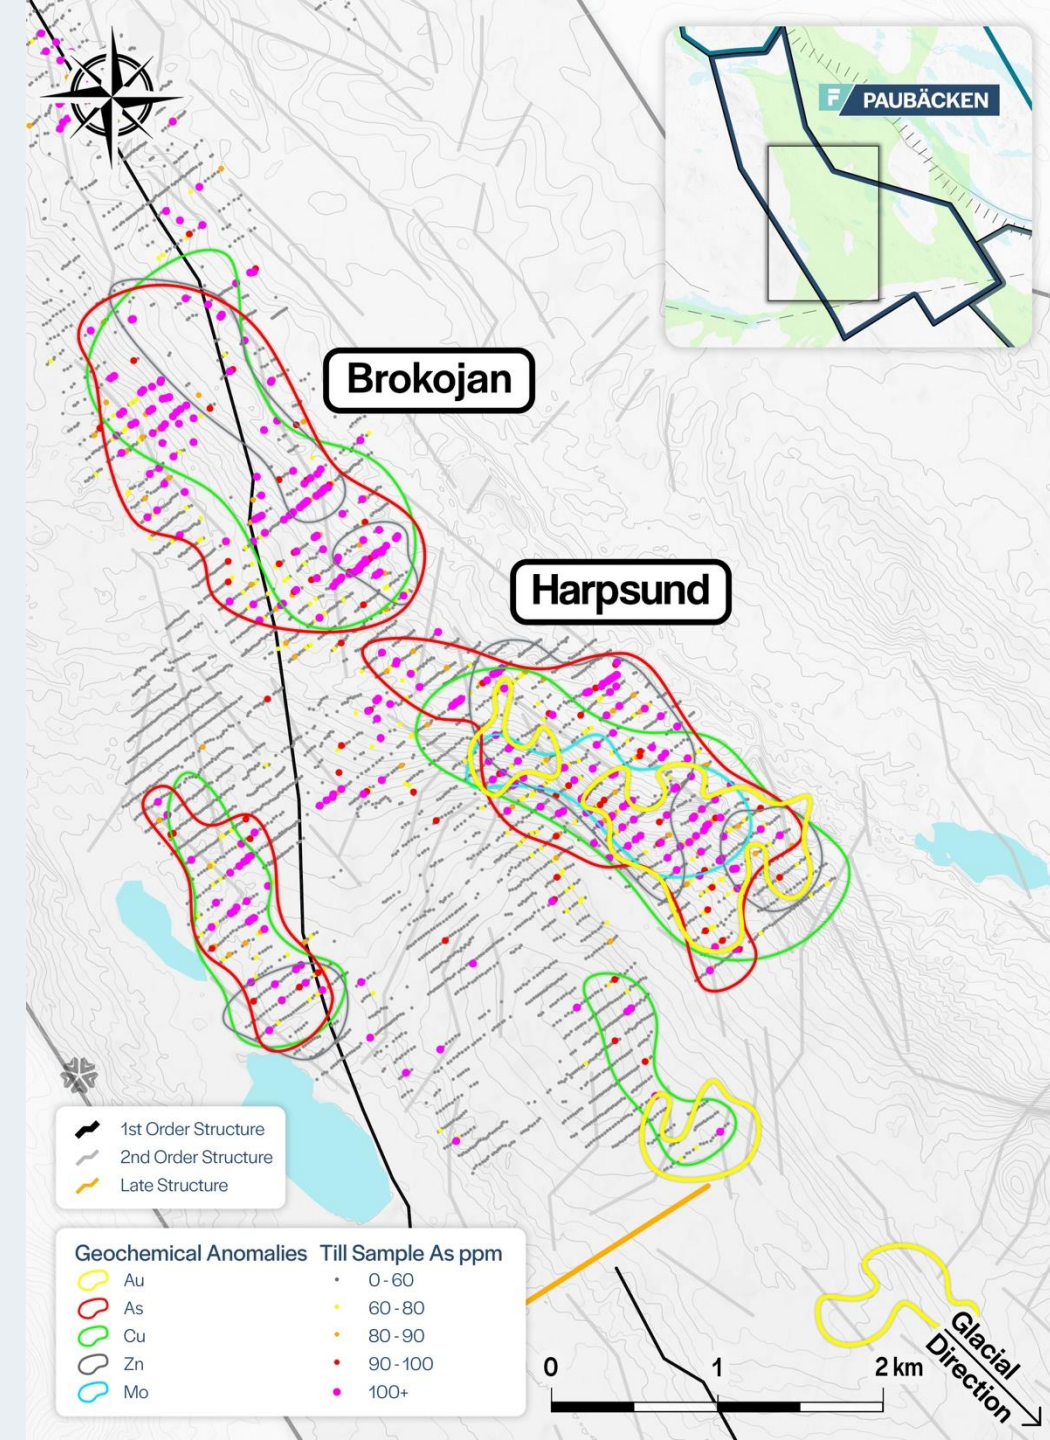 F PAUBÄCKEN
Brokojan
Harpsund
1st Order Structure
2nd Order Structure
Late Structure
Geochemical Anomalies
Au
As
Cu
Zn
Mo
Till Sample As ppm
0-60
60-80
80-90
90-100
100+
0 1 2 km
Glacial
Direction